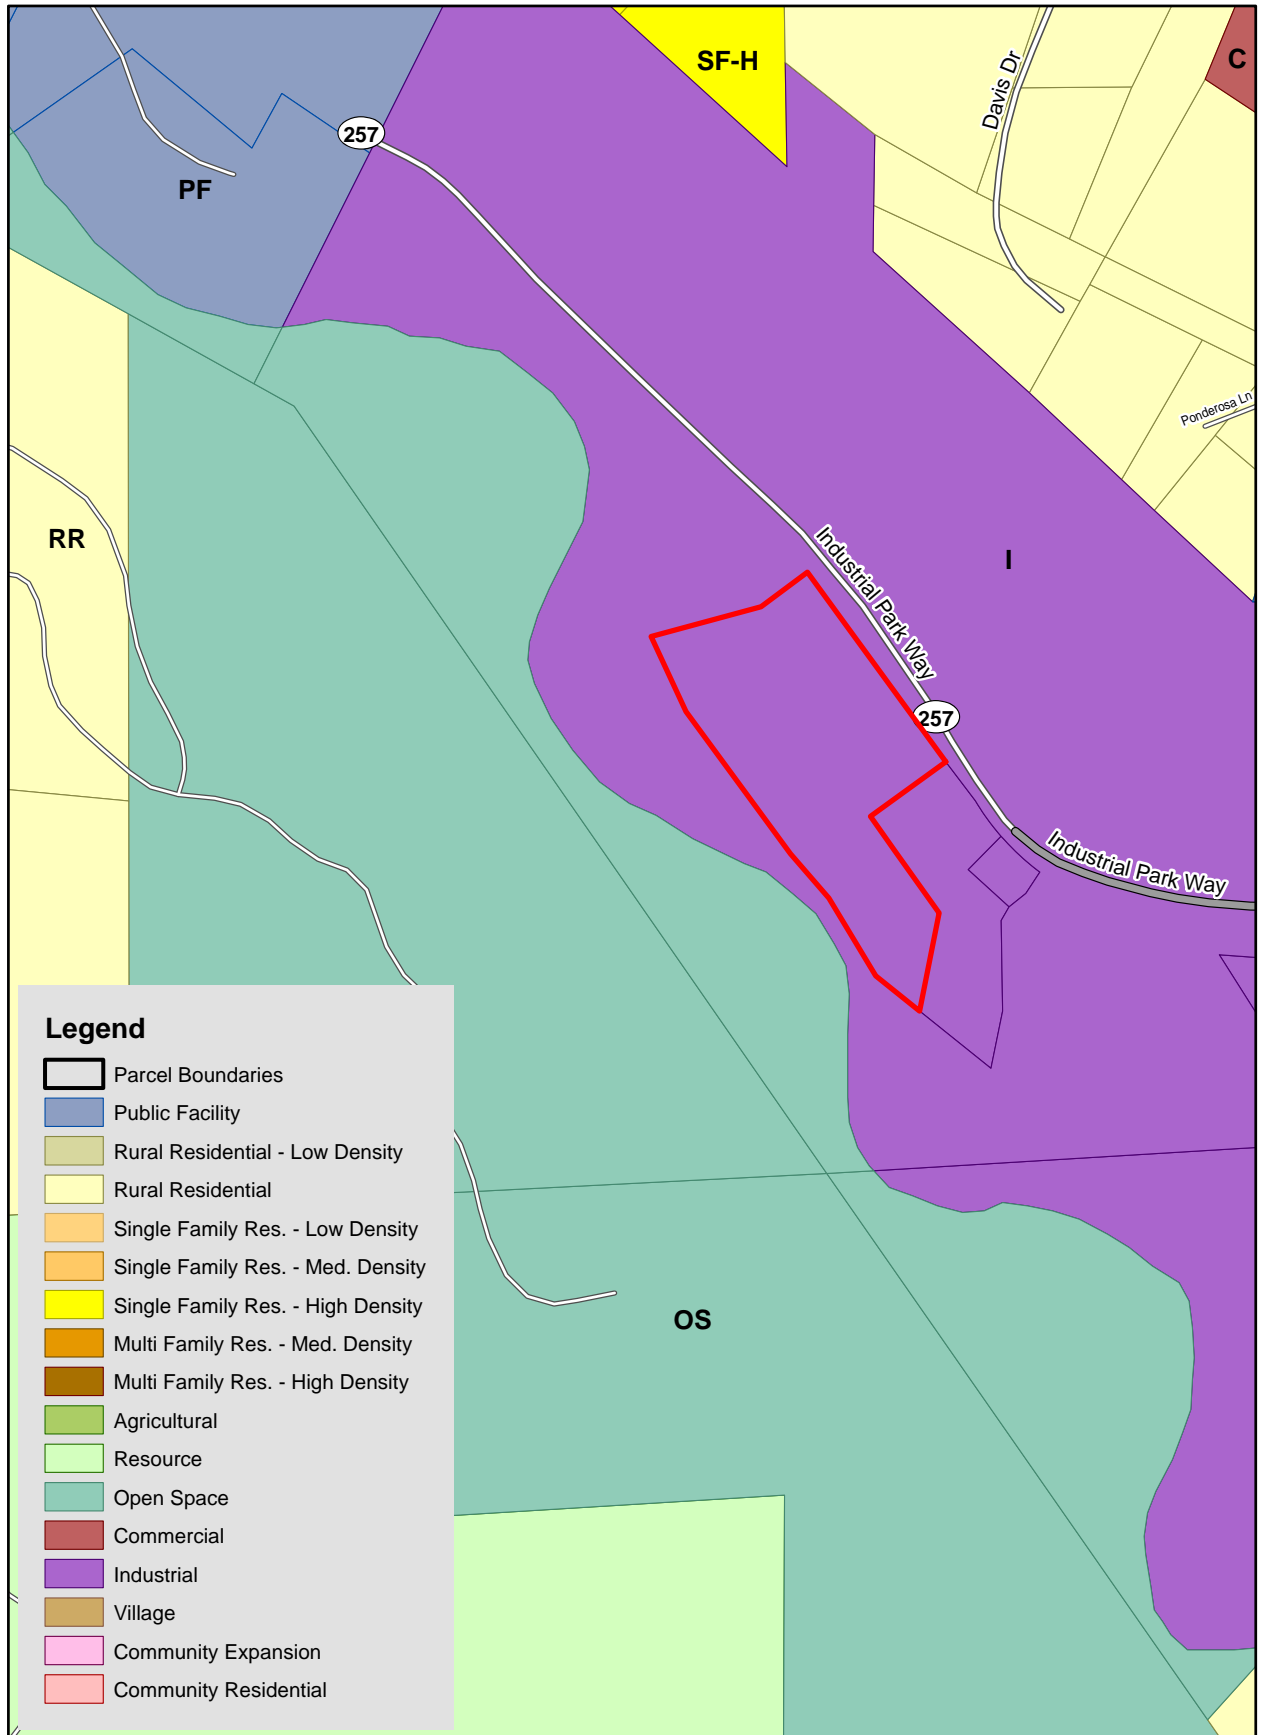 SF-H
C
Davis Dr
257
PF
Ponderosa Ln
RR
Industrial Park Way
I
257
Industrial Park Way
OS
Legend
Parcel Boundaries
Public Facility
Rural Residential - Low Density
Rural Residential
Single Family Res. - Low Density
Single Family Res. - Med. Density
Single Family Res. - High Density
Multi Family Res. - Med. Density
Multi Family Res. - High Density
Agricultural
Resource
Open Space
Commercial
Industrial
Village
Community Expansion
Community Residential